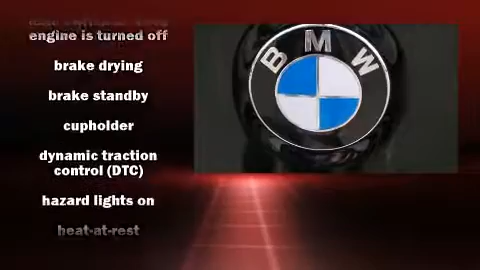 engine is turned off
brake drying
brake standby
cupholder
dynamic traction
control (DTC)
hazard lights on
heat-at-rest
BMW